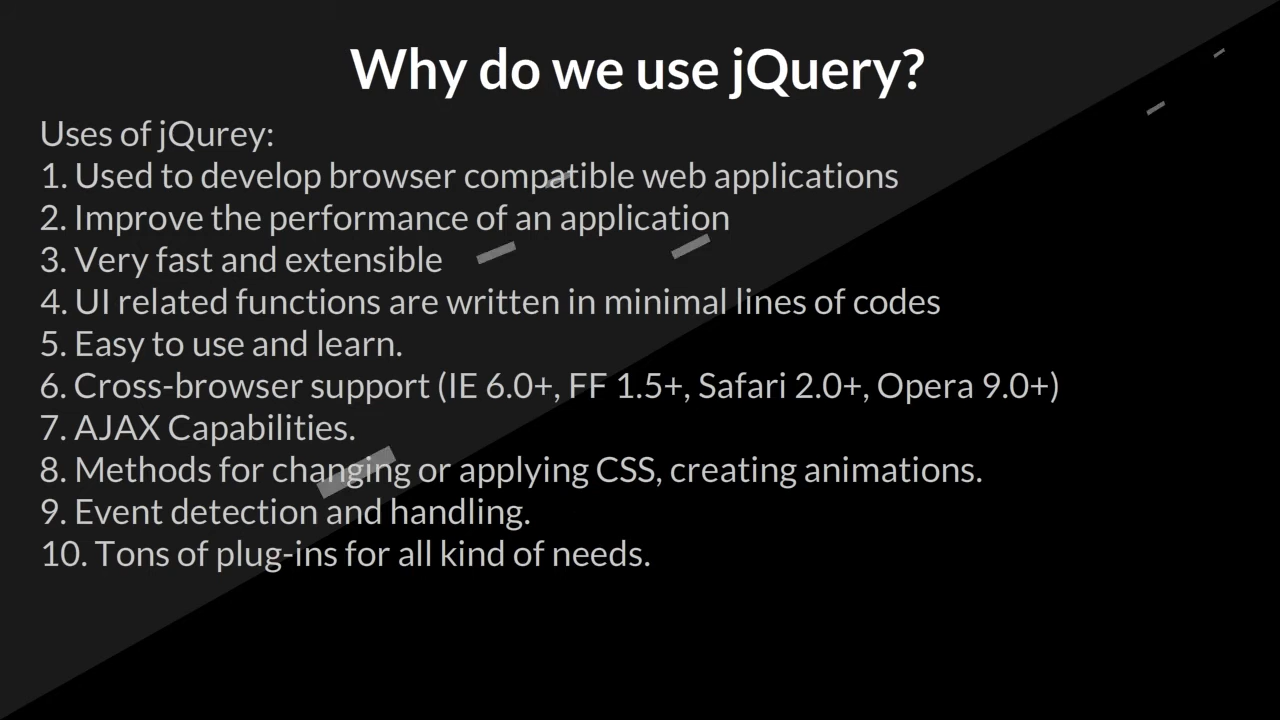 Why do we use jQuery?
Uses of jQurey:
1. Used to develop browser compatible web applications
2. Improve the performance of an application
3. Very fast and extensible
4. UI related functions are written in minimal lines of codes
5. Easy to use and learn.
6. Cross-browser support (IE 6.0+, FF 1.5+, Safari 2.0+, Opera 9.0+)
7. AJAX Capabilities.
8. Methods for changing or applying CSS, creating animations.
9. Event detection and handling.
10. Tons of plug-ins for all kind of needs.